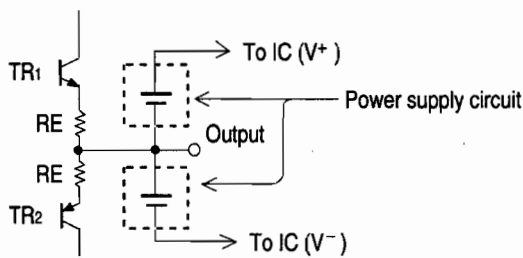 To IC (V⁺)
TR₁
Power supply circuit
RE
Output
RE
TR₂
To IC (V⁻)